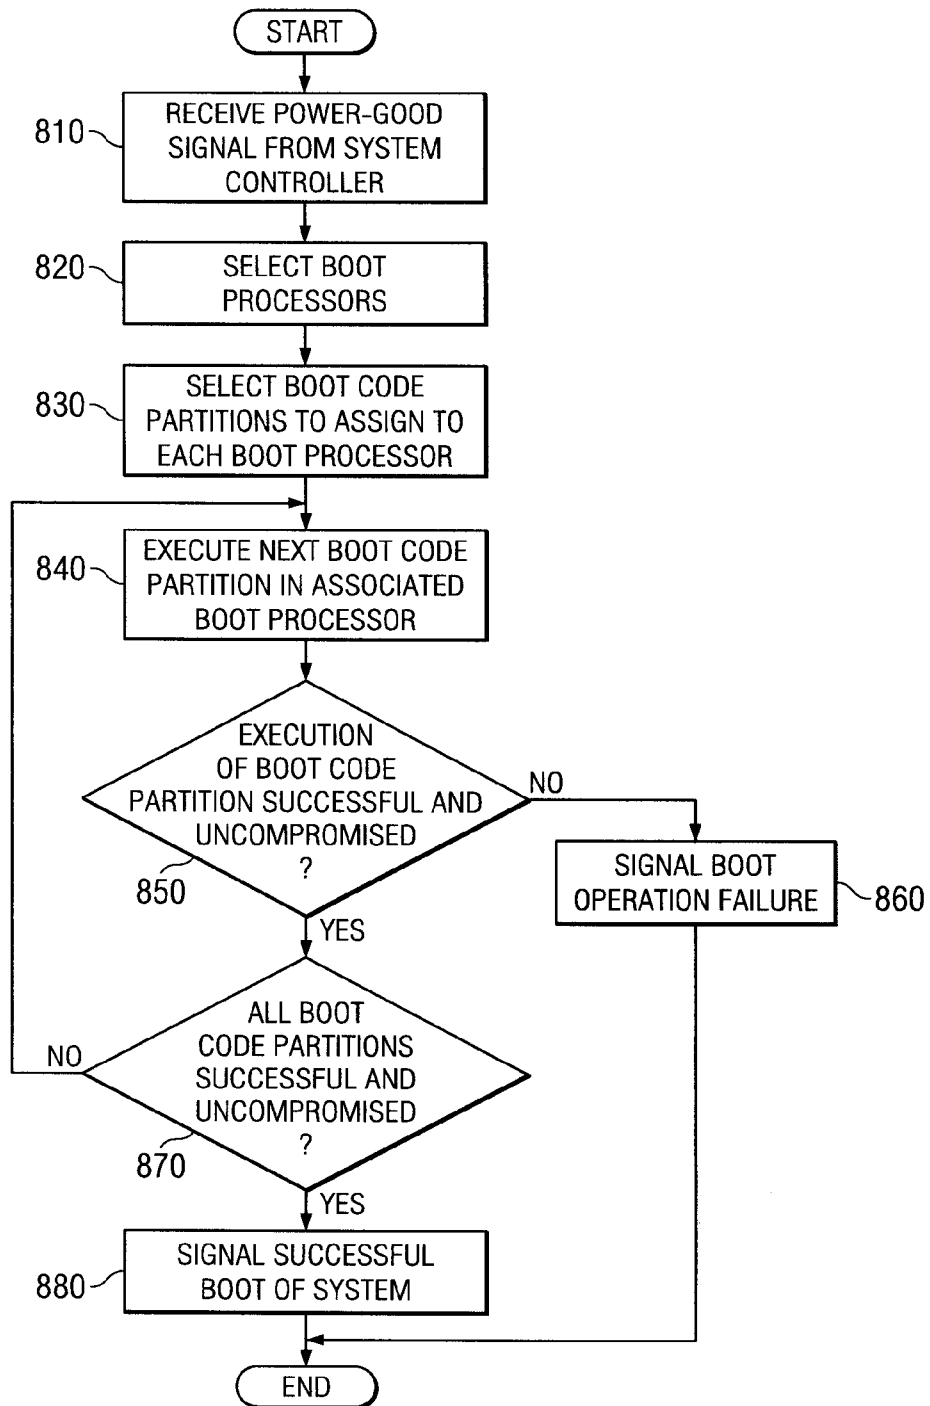 START
810
RECEIVE POWER-GOOD
SIGNAL FROM SYSTEM
CONTROLLER
820
SELECT BOOT
PROCESSORS
830
SELECT BOOT CODE
PARTITIONS TO ASSIGN TO
EACH BOOT PROCESSOR
840
EXECUTE NEXT BOOT CODE
PARTITION IN ASSOCIATED
BOOT PROCESSOR
EXECUTION
OF BOOT CODE
PARTITION SUCCESSFUL AND
UNCOMPROMISED
?
850
NO
SIGNAL BOOT
OPERATION FAILURE
860
YES
ALL BOOT
CODE PARTITIONS
SUCCESSFUL AND
UNCOMPROMISED
?
870
NO
YES
SIGNAL SUCCESSFUL
BOOT OF SYSTEM
880
END